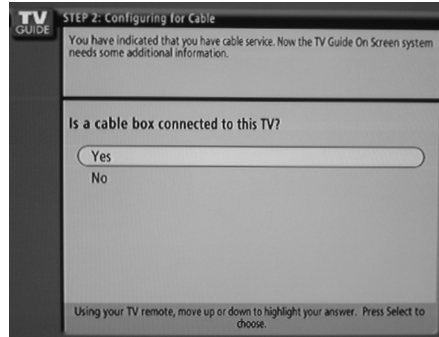 TV
GUIDE
STEP 2: Configuring for Cable
You have indicated that you have cable service. Now the TV Guide On Screen system
needs some additional information.
Is a cable box connected to this TV?
Yes
No
Using your TV remote, move up or down to highlight your answer. Press Select to
choose.